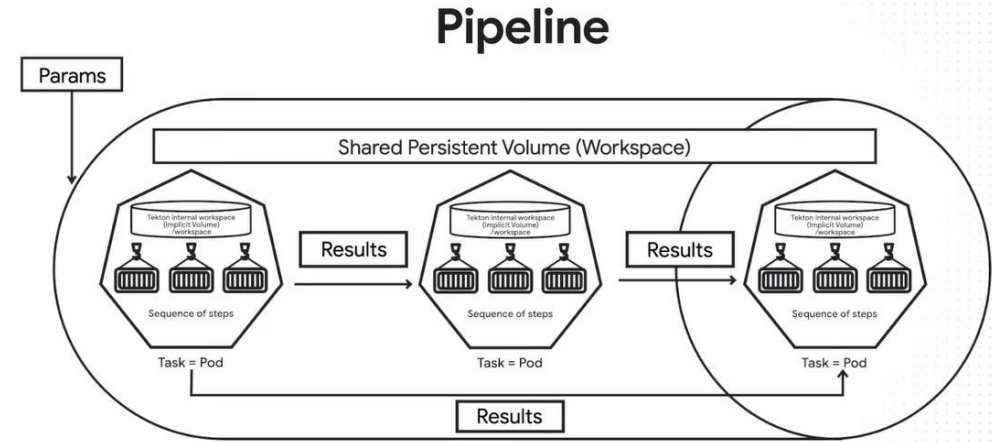 Pipeline
Params
Shared Persistent Volume (Workspace)
Tekton internal workspace
(Implicit Volume)
/workspace
Sequence of steps
Task = Pod
Results
Tekton internal workspace
(Implicit Volume)
/workspace
Sequence of steps
Task = Pod
Results
Tekton internal workspace
(Implicit Volume)
/workspace
Sequence of steps
Task = Pod
Results